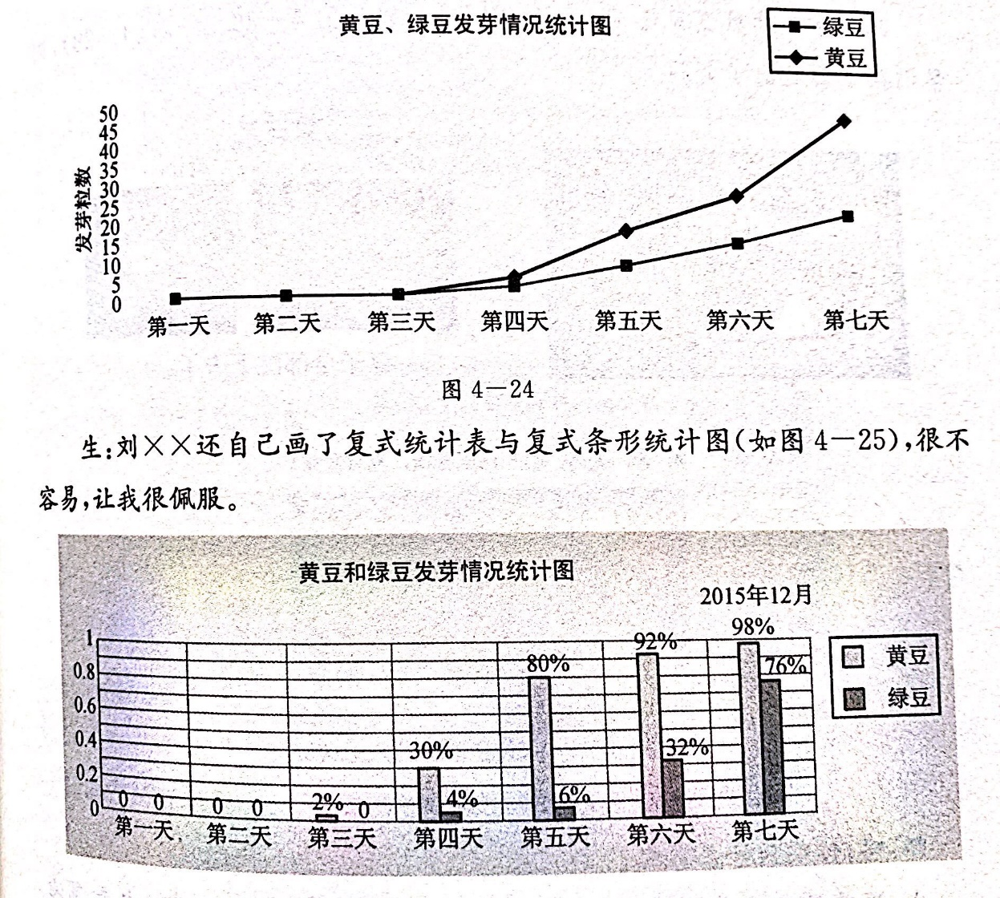 黄豆、绿豆发芽情况统计图
绿豆
黄豆
发芽粒数
50
45
40
35
30
25
20
15
10
5
0
第一天 第二天 第三天 第四天 第五天 第六天 第七天
图 4—24
生:刘××还自己画了复式统计表与复式条形统计图(如图 4—25),很不
容易,让我很佩服。
黄豆和绿豆发芽情况统计图
2015年12月
1
0.8
0.6
0.4
0.2
0
0 0 0 0 2% 0 30% 4% 80% 6% 92% 32% 98% 76%
第一天 第二天 第三天 第四天 第五天 第六天 第七天
黄豆
绿豆